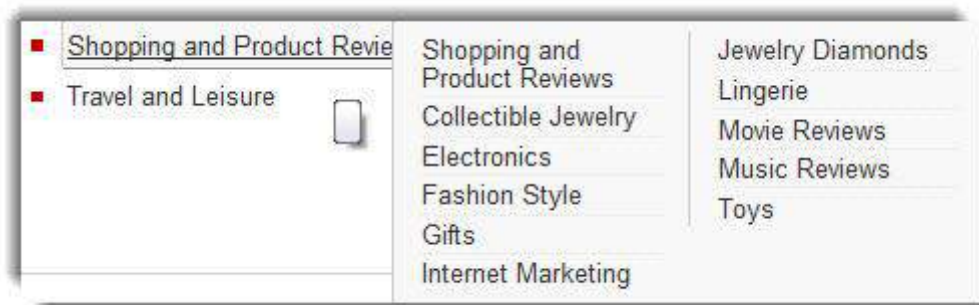 Shopping and Product Revie
Travel and Leisure
Shopping and
Product Reviews
Collectible Jewelry
Electronics
Fashion Style
Gifts
Internet Marketing
Jewelry Diamonds
Lingerie
Movie Reviews
Music Reviews
Toys